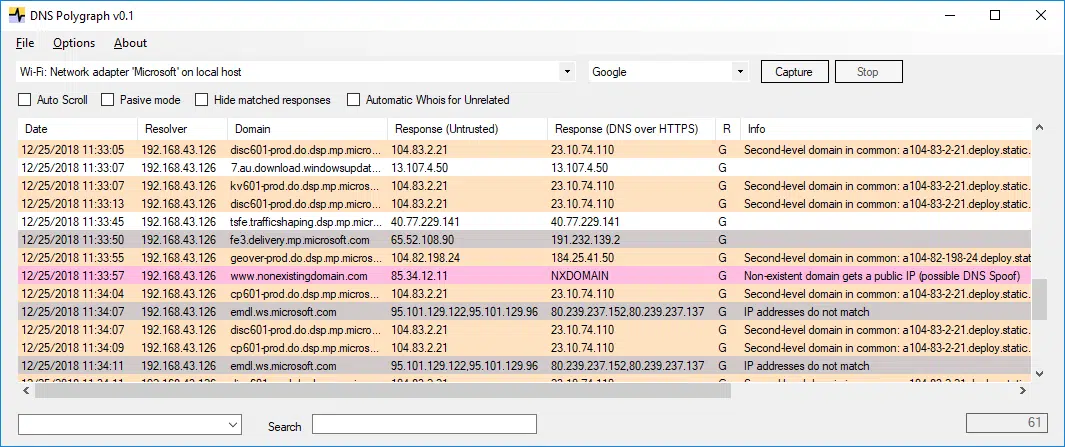 DNS Polygraph v0.1
File Options About
Wi-Fi: Network adapter 'Microsoft' on local host Google Capture Stop
Auto Scroll Pasive mode Hide matched responses Automatic Whois for Unrelated
Date Resolver Domain Response (Untrusted) Response (DNS over HTTPS) R Info
12/25/2018 11:33:05 192.168.43.126 disc601-prod.do.dsp.mp.micro... 104.83.2.21 23.10.74.110 G Second-level domain in common: a104-83-2-21.deploy.static.
12/25/2018 11:33:07 192.168.43.126 7.au.download.windowsupdat... 13.107.4.50 13.107.4.50 G
12/25/2018 11:33:07 192.168.43.126 kv601-prod.do.dsp.mp.micros... 104.83.2.21 23.10.74.110 G Second-level domain in common: a104-83-2-21.deploy.static.
12/25/2018 11:33:13 192.168.43.126 disc601-prod.do.dsp.mp.micro... 104.83.2.21 23.10.74.110 G Second-level domain in common: a104-83-2-21.deploy.static.
12/25/2018 11:33:45 192.168.43.126 tsfe.trafficshaping.dsp.mp.micr... 40.77.229.141 40.77.229.141 G
12/25/2018 11:33:50 192.168.43.126 fe3.delivery.mp.microsoft.com 65.52.108.90 191.232.139.2 G
12/25/2018 11:33:55 192.168.43.126 geover-prod.do.dsp.mp.micros... 104.82.198.24 184.25.41.50 G Second-level domain in common: a104-82-198-24.deploy.stat
12/25/2018 11:33:57 192.168.43.126 www.nonexistingdomain.com 85.34.12.11 NXDOMAIN G Non-existent domain gets a public IP (possible DNS Spoof)
12/25/2018 11:34:04 192.168.43.126 cp601-prod.do.dsp.mp.micros... 104.83.2.21 23.10.74.110 G Second-level domain in common: a104-83-2-21.deploy.static.
12/25/2018 11:34:07 192.168.43.126 emdl.ws.microsoft.com 95.101.129.122,95.101.129.96 80.239.237.152,80.239.237.137 G IP addresses do not match
12/25/2018 11:34:07 192.168.43.126 disc601-prod.do.dsp.mp.micro... 104.83.2.21 23.10.74.110 G Second-level domain in common: a104-83-2-21.deploy.static.
12/25/2018 11:34:09 192.168.43.126 cp601-prod.do.dsp.mp.micros... 104.83.2.21 23.10.74.110 G Second-level domain in common: a104-83-2-21.deploy.static.
12/25/2018 11:34:11 192.168.43.126 emdl.ws.microsoft.com 95.101.129.122,95.101.129.96 80.239.237.152,80.239.237.137 G IP addresses do not match
Search 61